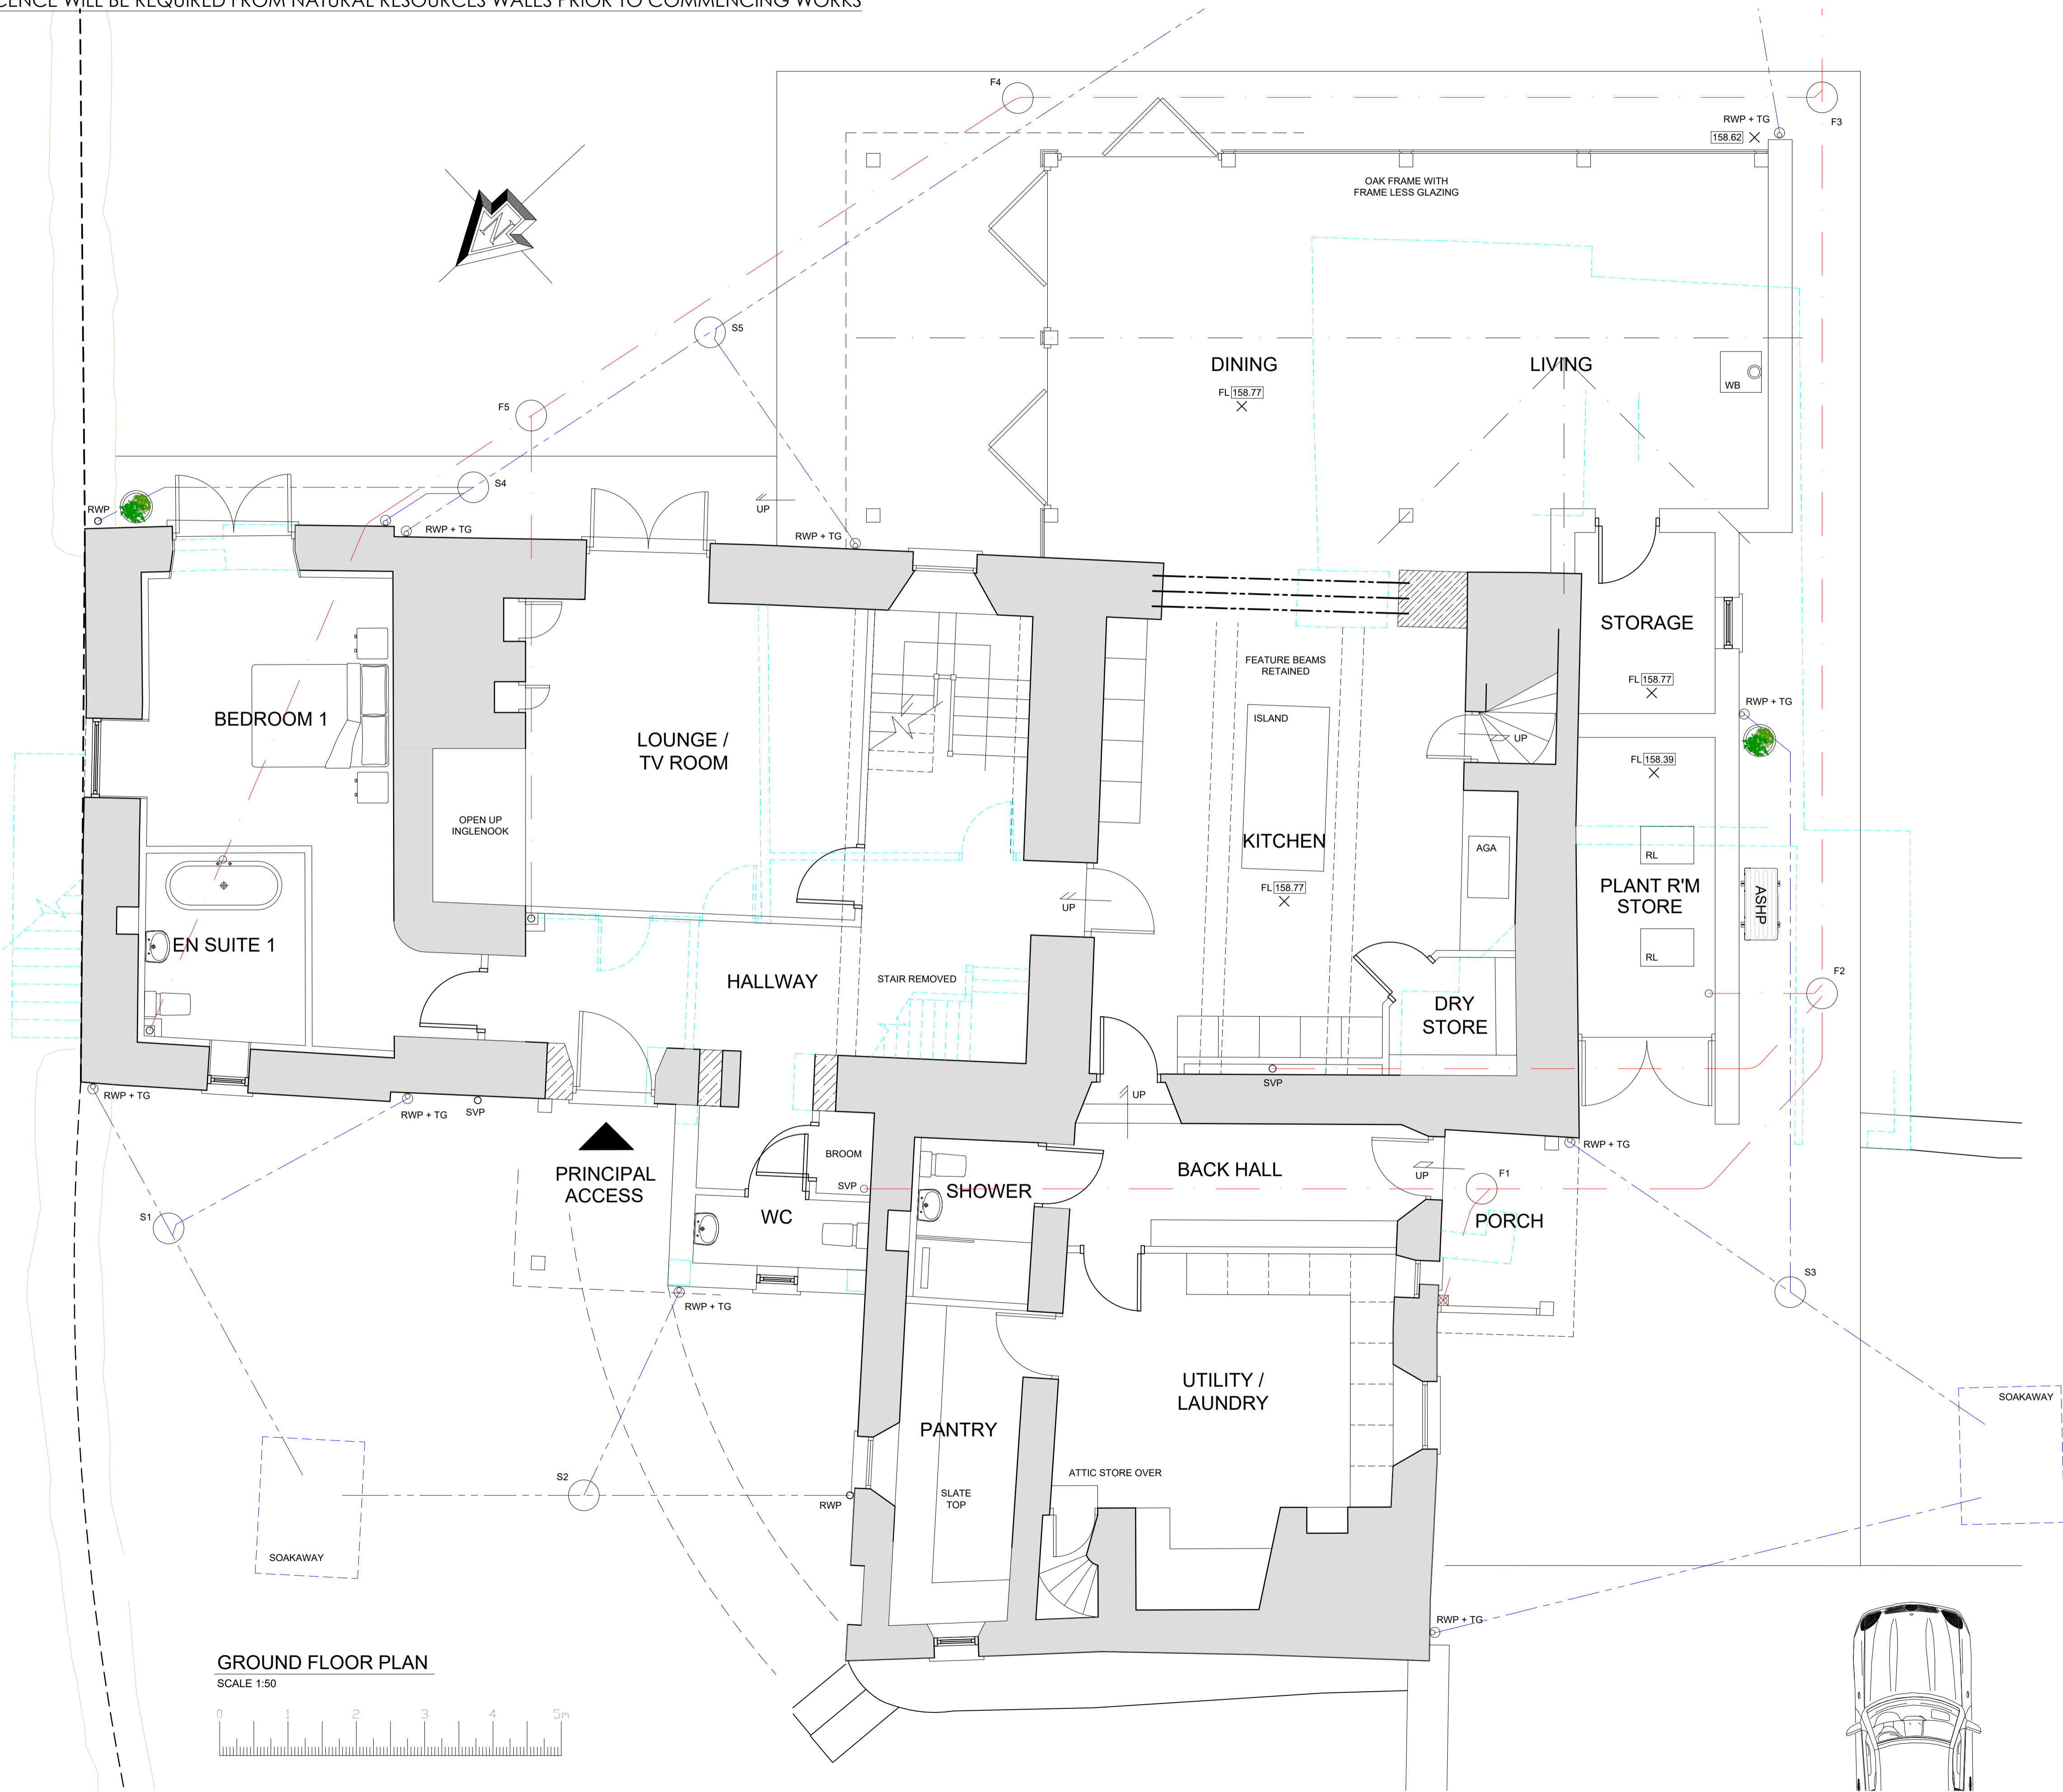 CENCE WILL BE REQUIRED FROM NATURAL RESOURCES WALES PRIOR TO COMMENCING WORKS
F4
F3
RWP + TG
158.62
OAK FRAME WITH
FRAME LESS GLAZING
N
S5
DINING
FL 158.77
LIVING
WB
F5
S4
RWP
RWP + TG
UP
RWP + TG
STORAGE
FL 158.77
RWP + TG
FEATURE BEAMS
RETAINED
ISLAND
BEDROOM 1
LOUNGE /
TV ROOM
UP
FL 158.39
OPEN UP
INGLENOOK
KITCHEN
FL 158.77
AGA
RL
PLANT R'M
STORE
ASHP
RL
UP
EN SUITE 1
HALLWAY
STAIR REMOVED
DRY
STORE
F2
SVP
UP
RWP + TG
RWP + TG
SVP
RWP + TG
PRINCIPAL
ACCESS
BROOM
SVP
SHOWER
BACK HALL
UP
F1
PORCH
WC
S1
S3
RWP + TG
UTILITY /
LAUNDRY
SOAKAWAY
PANTRY
S2
ATTIC STORE OVER
SLATE
TOP
RWP
SOAKAWAY
RWP + TG
GROUND FLOOR PLAN
SCALE 1:50
0 1 2 3 4 5m